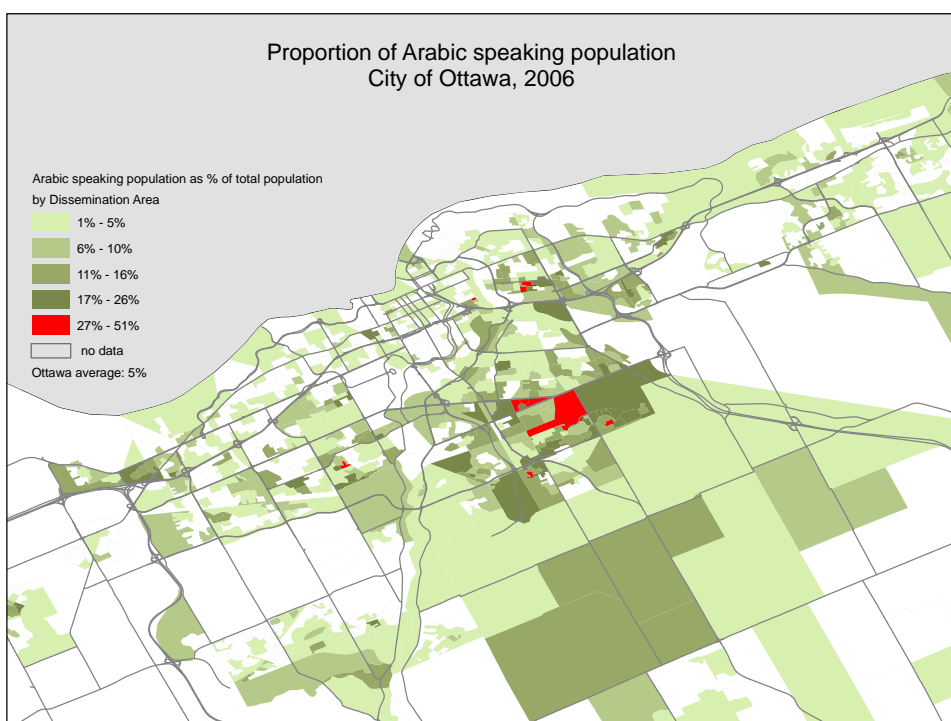 Proportion of Arabic speaking population
City of Ottawa, 2006
Arabic speaking population as % of total population
by Dissemination Area
1% - 5%
6% - 10%
11% - 16%
17% - 26%
27% - 51%
no data
Ottawa average: 5%